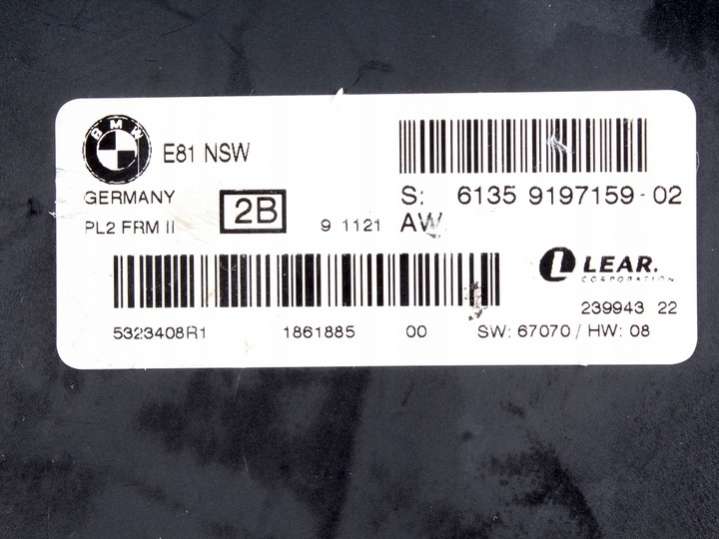 BMW
E81 NSW
GERMANY
S: 6135 9197159-02
PL2 FRM II 2B 9 1121 AW
LEAR.
CORPORATION
239943 22
5323408R1 1861885 00 SW: 67070 / HW: 08